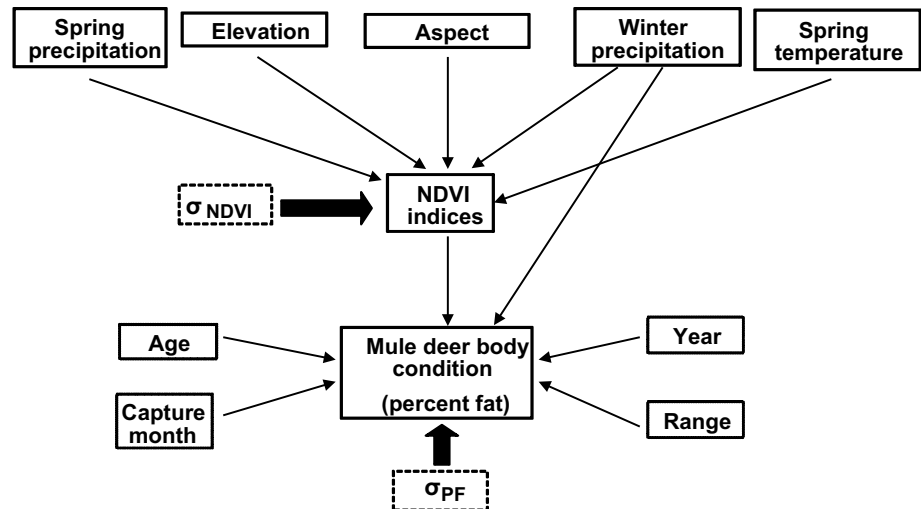 Spring
precipitation
Elevation
Aspect
Winter
precipitation
Spring
temperature
σ NDVI
NDVI
indices
Age
Mule deer body
condition
(percent fat)
Year
Capture
month
Range
σPF